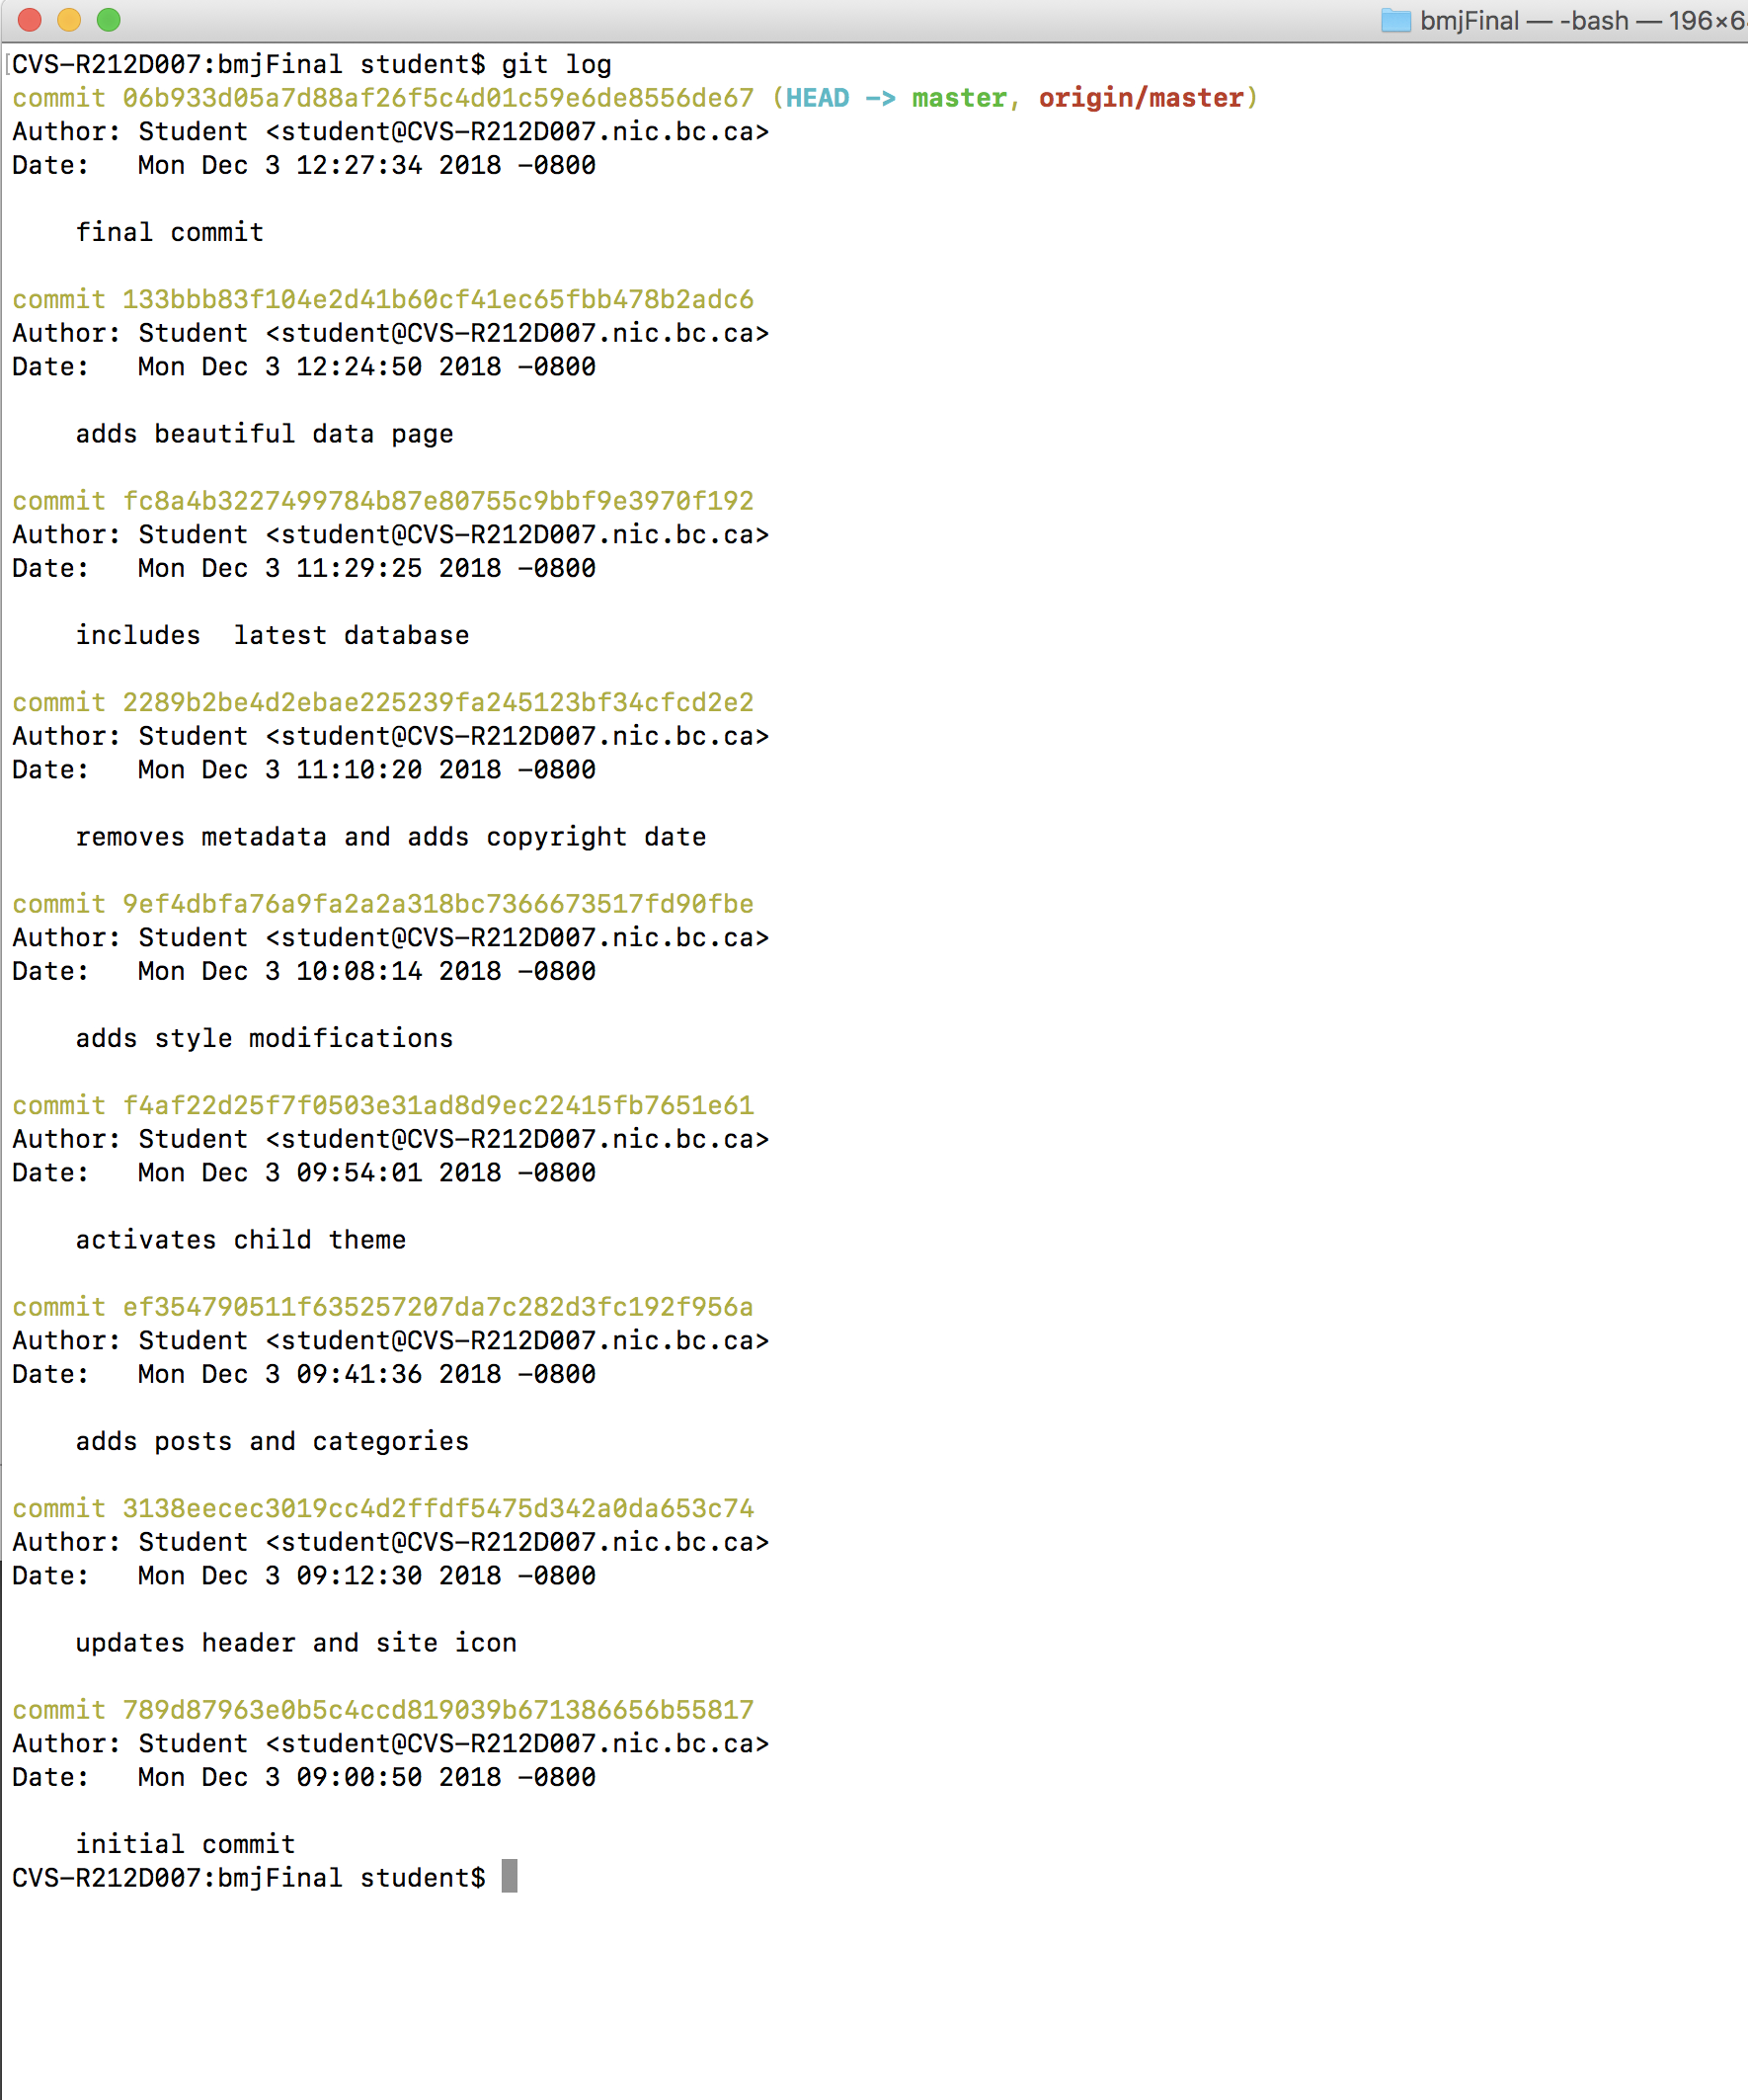 bmjFinal — -bash — 196×6
CVS-R212D007:bmjFinal student$ git log
commit 06b933d05a7d88af26f5c4d01c59e6de8556de67 (HEAD -> master, origin/master)
Author: Student <student@CVS-R212D007.nic.bc.ca>
Date:   Mon Dec 3 12:27:34 2018 -0800
    final commit
commit 133bbb83f104e2d41b60cf41ec65fbb478b2adc6
Author: Student <student@CVS-R212D007.nic.bc.ca>
Date:   Mon Dec 3 12:24:50 2018 -0800
    adds beautiful data page
commit fc8a4b3227499784b87e80755c9bbf9e3970f192
Author: Student <student@CVS-R212D007.nic.bc.ca>
Date:   Mon Dec 3 11:29:25 2018 -0800
    includes  latest database
commit 2289b2be4d2ebae225239fa245123bf34cfcd2e2
Author: Student <student@CVS-R212D007.nic.bc.ca>
Date:   Mon Dec 3 11:10:20 2018 -0800
    removes metadata and adds copyright date
commit 9ef4dbfa76a9fa2a2a318bc7366673517fd90fbe
Author: Student <student@CVS-R212D007.nic.bc.ca>
Date:   Mon Dec 3 10:08:14 2018 -0800
    adds style modifications
commit f4af22d25f7f0503e31ad8d9ec22415fb7651e61
Author: Student <student@CVS-R212D007.nic.bc.ca>
Date:   Mon Dec 3 09:54:01 2018 -0800
    activates child theme
commit ef354790511f635257207da7c282d3fc192f956a
Author: Student <student@CVS-R212D007.nic.bc.ca>
Date:   Mon Dec 3 09:41:36 2018 -0800
    adds posts and categories
commit 3138eecec3019cc4d2ffdf5475d342a0da653c74
Author: Student <student@CVS-R212D007.nic.bc.ca>
Date:   Mon Dec 3 09:12:30 2018 -0800
    updates header and site icon
commit 789d87963e0b5c4ccd819039b671386656b55817
Author: Student <student@CVS-R212D007.nic.bc.ca>
Date:   Mon Dec 3 09:00:50 2018 -0800
    initial commit
CVS-R212D007:bmjFinal student$